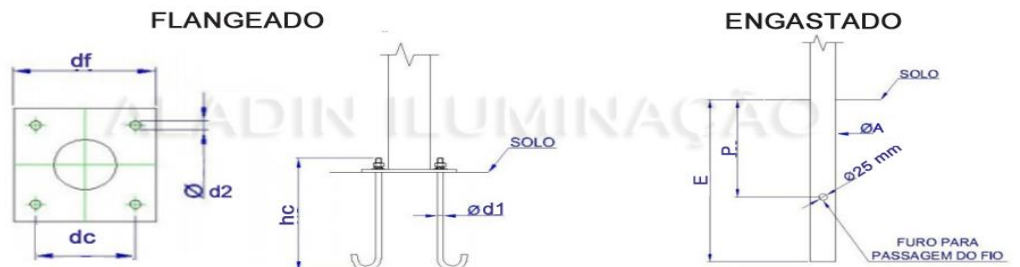 FLANGEADO
ENGASTADO
df
SOLO
ALADIN ILUMINAÇÃO
ØA
P
SOLO
Ø25 mm
E
Ø d2
hc
Ød1
dc
FURO PARA
PASSAGEM DO FIO